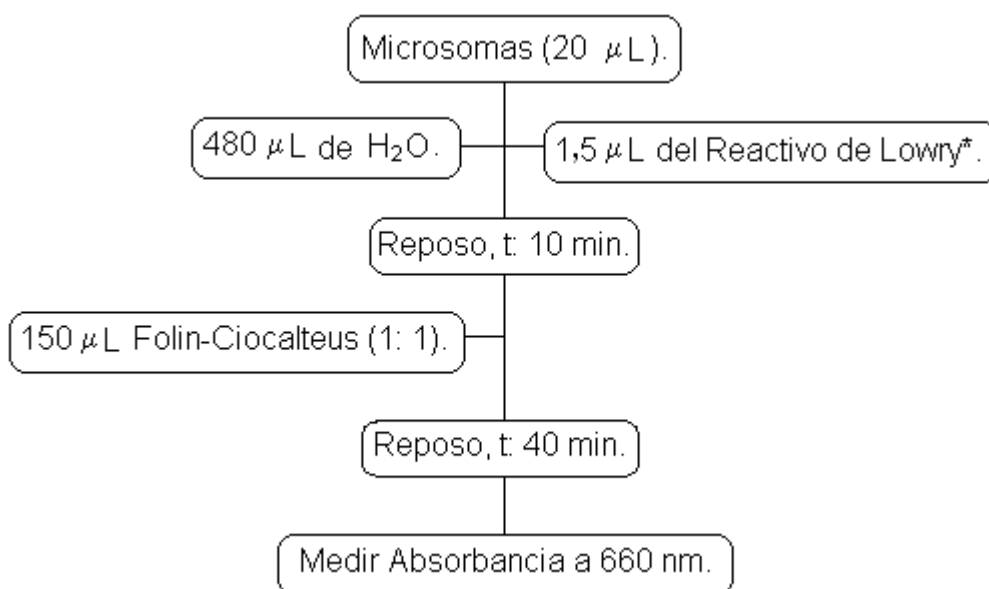 Microsomas (20 μL).
480 μL de H₂O.
1,5 μL del Reactivo de Lowry*.
Reposo, t: 10 min.
150 μL Folin-Ciocalteus (1: 1).
Reposo, t: 40 min.
Medir Absorbancia a 660 nm.